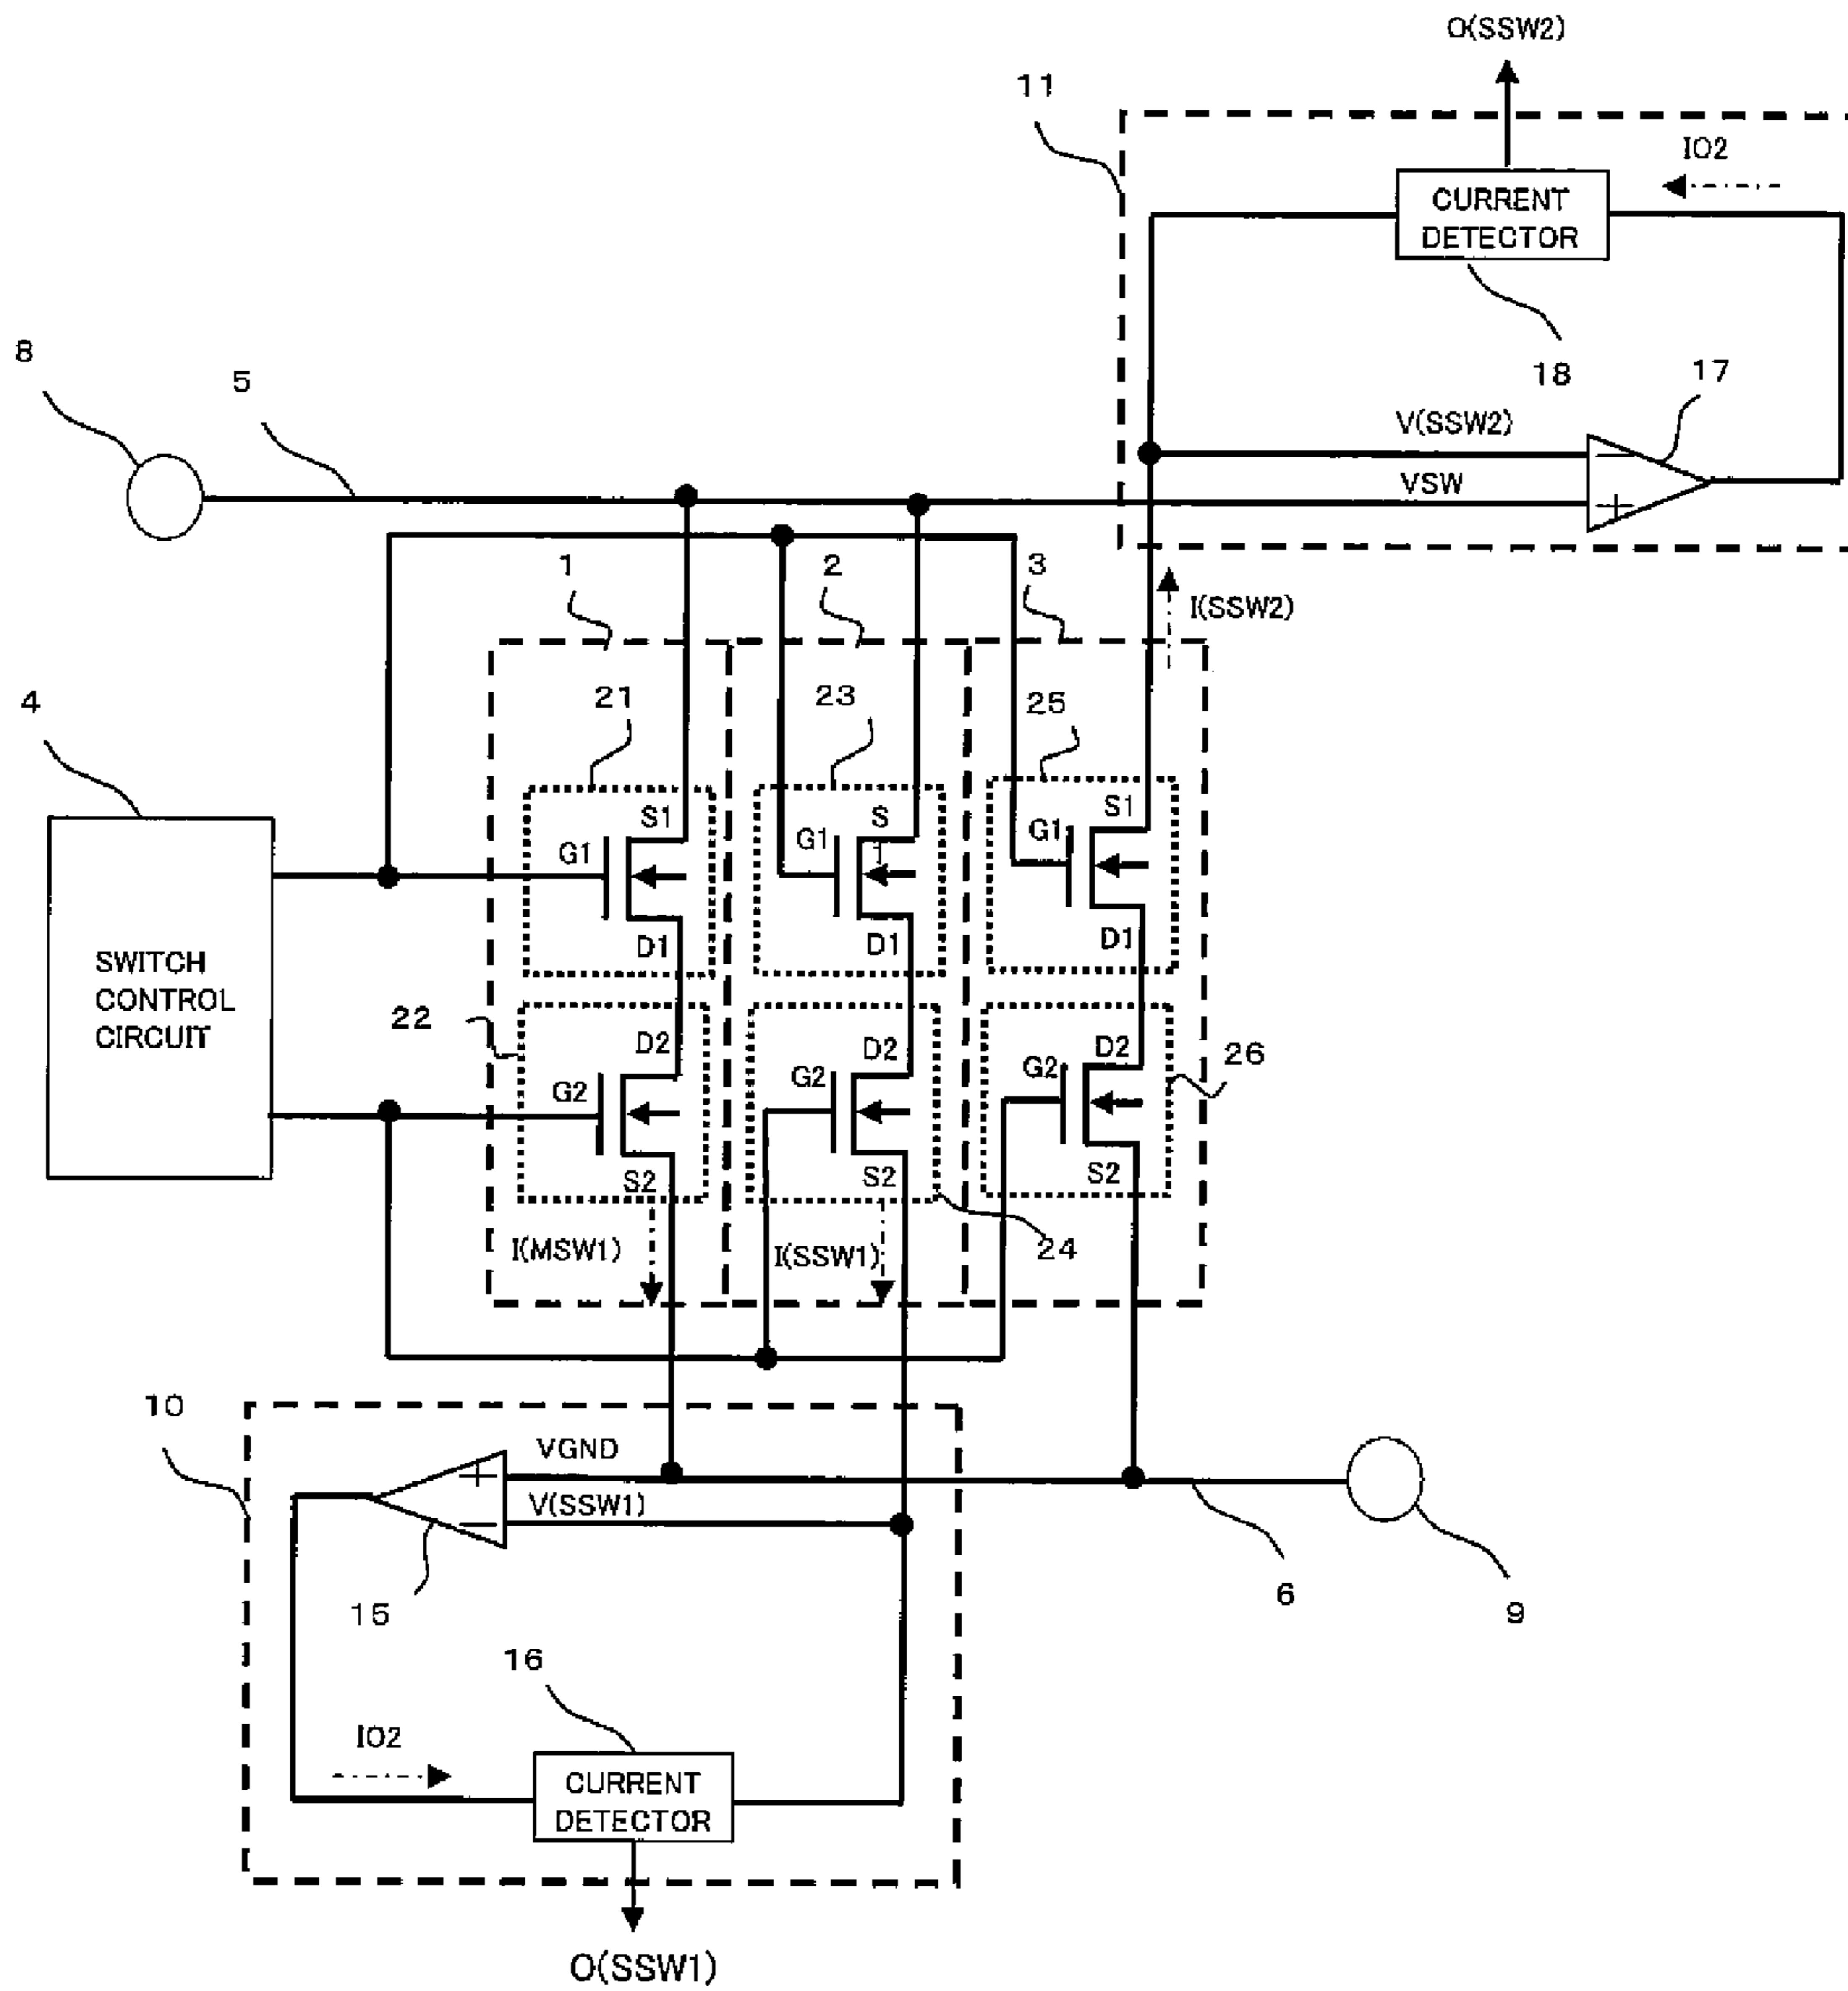 O(SSW2)
11
IO2
CURRENT
DETECTOR
8
5
18
17
V(SSW2)
VSW
1
2
3
I(SSW2)
4
21
23
25
S1
S
1
S1
G1
G1
G1
D1
D1
D1
SWITCH
CONTROL
CIRCUIT
22
D2
D2
D2
26
G2
G2
G2
S2
S2
S2
I(MSW1)
I(SSW1)
24
10
VGND
V(SSW1)
15
6
9
16
IO2
CURRENT
DETECTOR
O(SSW1)